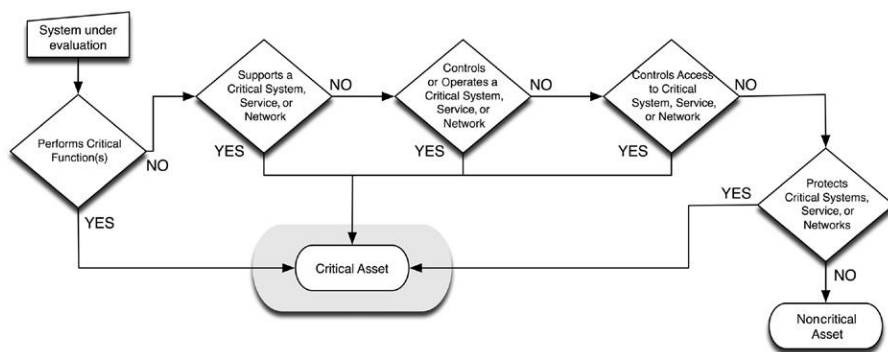 System under
evaluation
Performs Critical
Function(s)
NO
YES
Supports a
Critical System,
Service, or
Network
NO
YES
Controls
or Operates a
Critical System,
Service, or
Network
NO
YES
Controls Access
to Critical
System, Service,
or Network
NO
YES
Protects
Critical Systems,
Service, or
Networks
YES
NO
Critical Asset
Noncritical
Asset